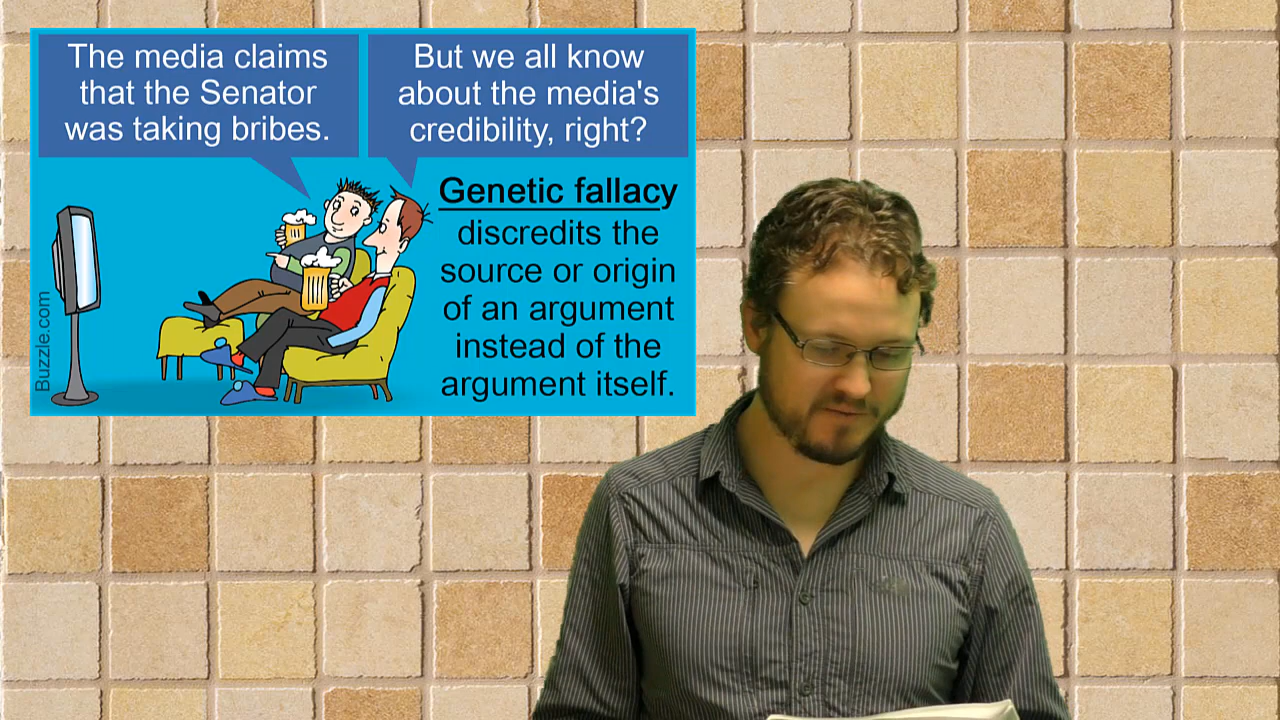 The media claims
that the Senator
was taking bribes.
But we all know
about the media's
credibility, right?
Genetic fallacy
discredits the
source or origin
of an argument
instead of the
argument itself.
Buzzle.com